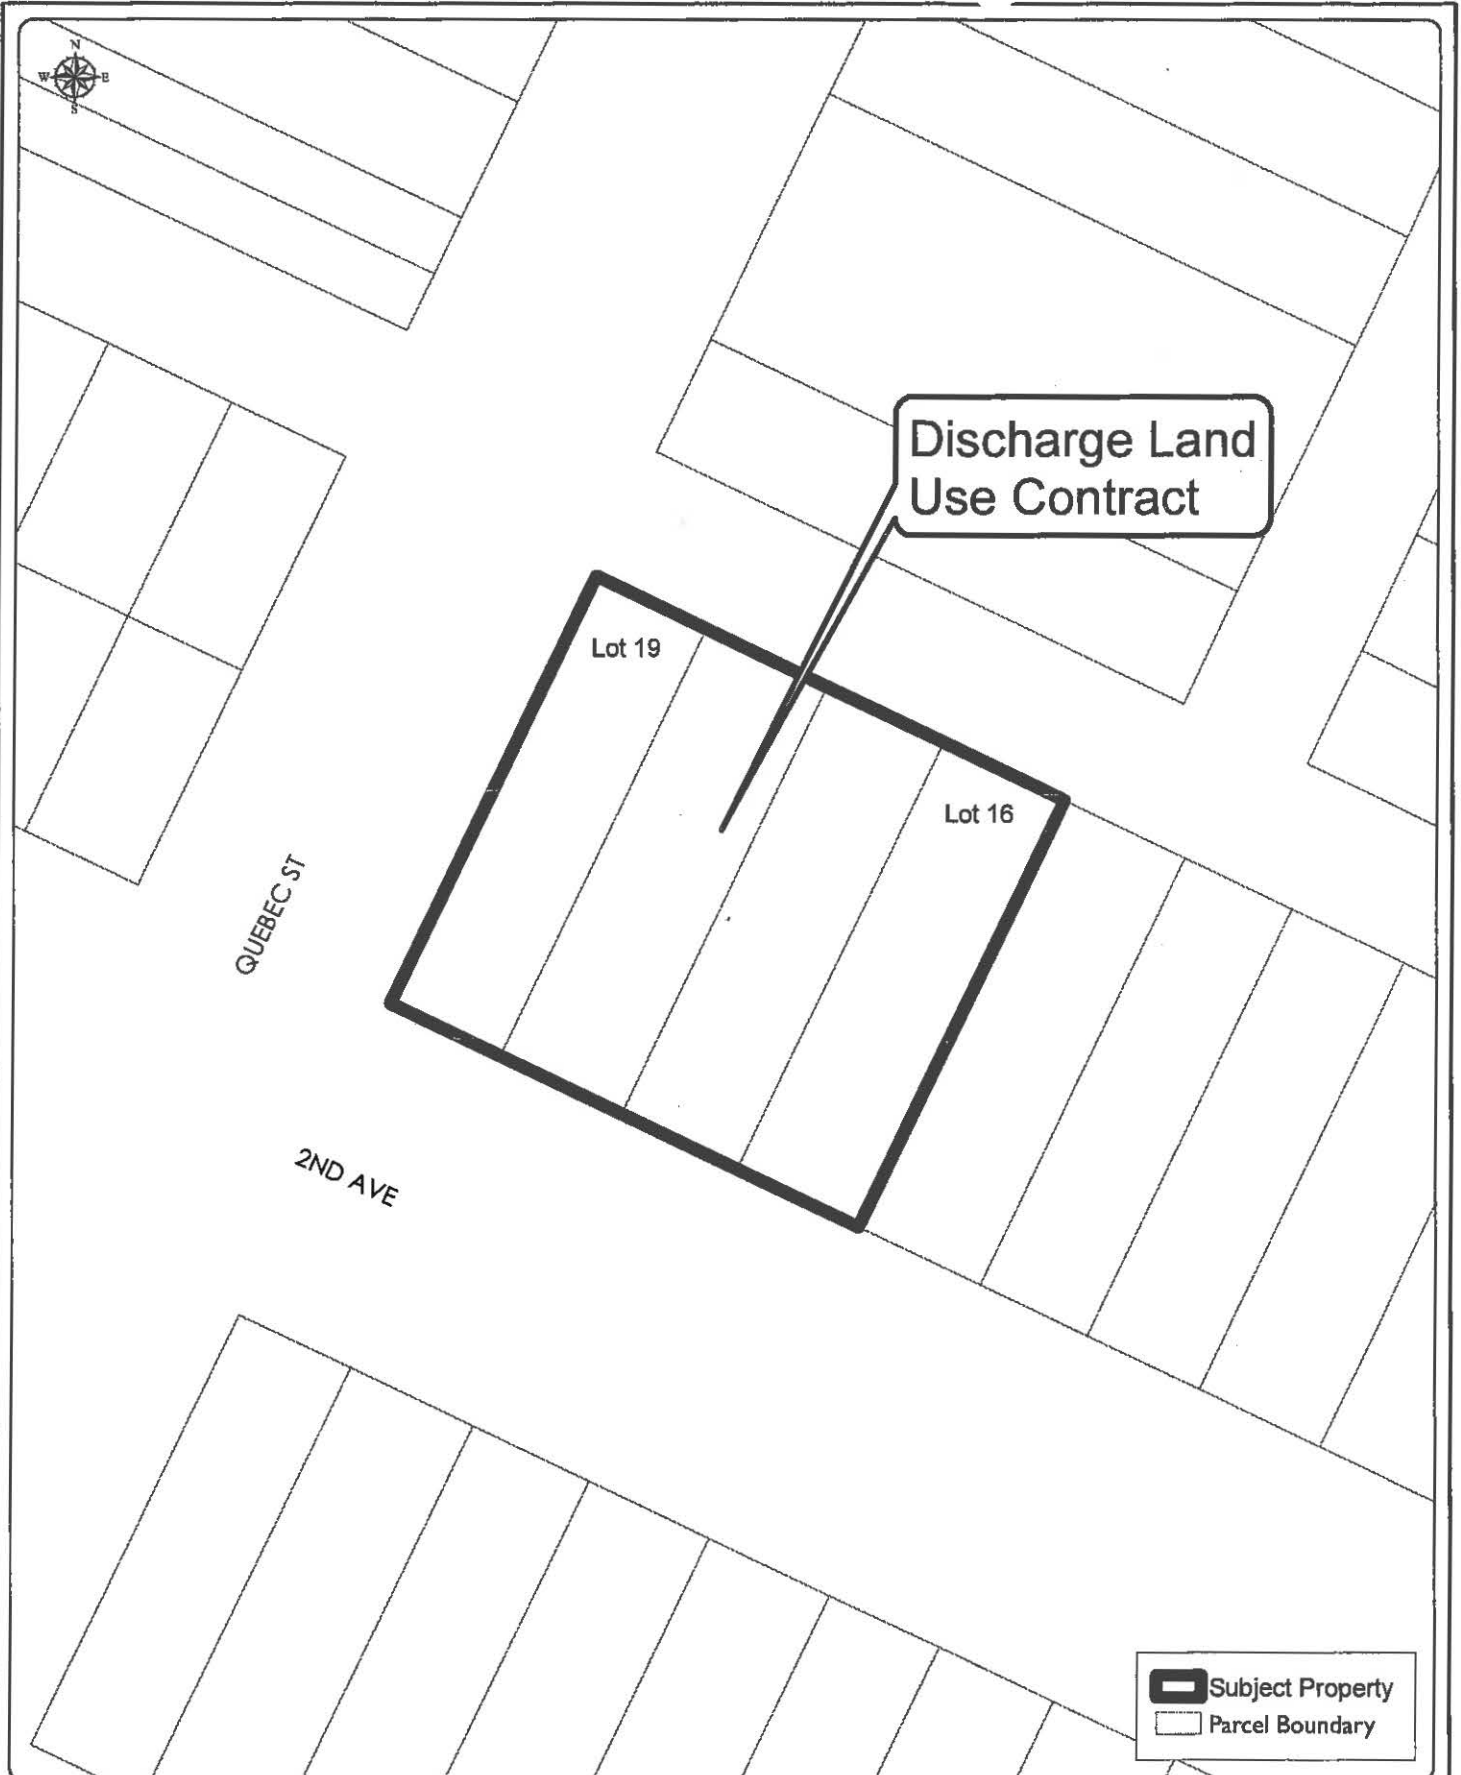 N
W E
S
Discharge Land
Use Contract
Lot 19
Lot 16
QUEBEC ST
2ND AVE
Subject Property
Parcel Boundary